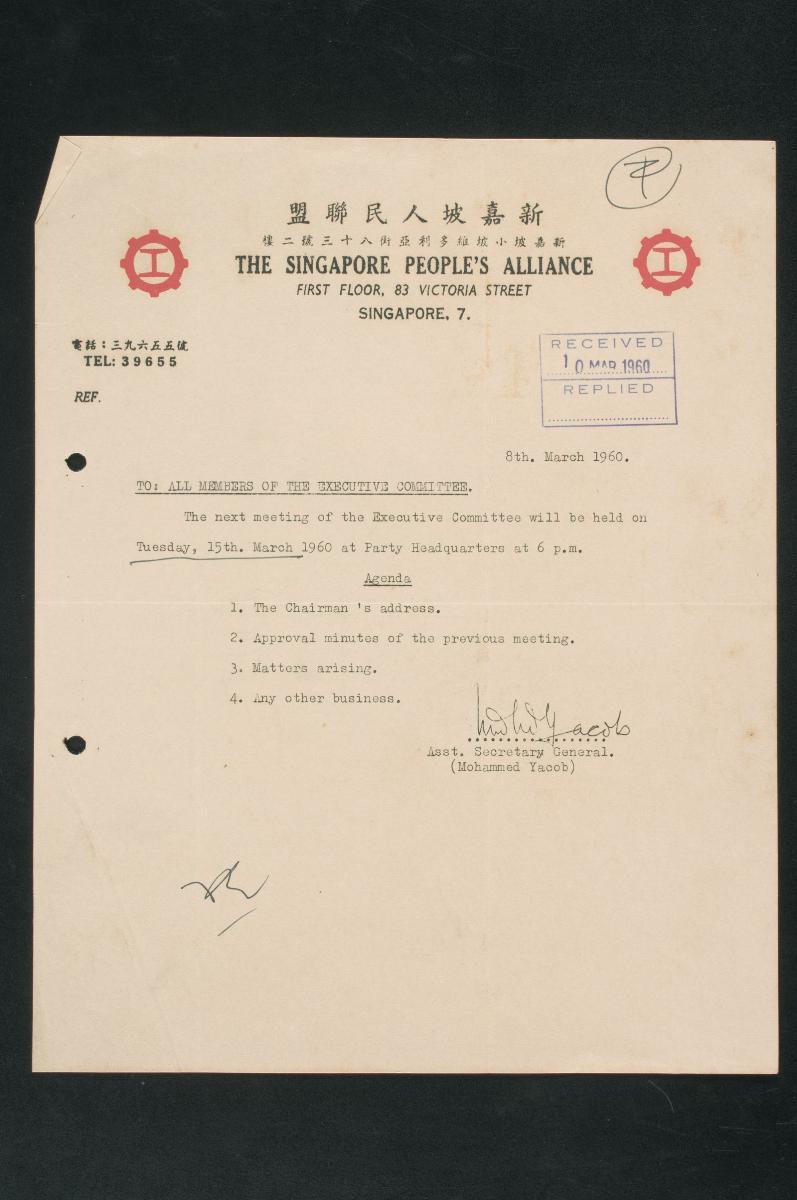 盟聯民人坡嘉新
樓二號三十八街亞利多維坡小坡嘉新
THE SINGAPORE PEOPLE'S ALLIANCE
FIRST FLOOR, 83 VICTORIA STREET
SINGAPORE, 7.
電話：三九六五五號
TEL: 39655
REF.
RECEIVED
10 MAR 1960
REPLIED
8th. March 1960.
TO: ALL MEMBERS OF THE EXECUTIVE COMMITTEE.
The next meeting of the Executive Committee will be held on
Tuesday, 15th. March 1960 at Party Headquarters at 6 p.m.
Agenda
1. The Chairman 's address.
2. Approval minutes of the previous meeting.
3. Matters arising.
4. Any other business.
Yacob
Asst. Secretary General.
(Mohammed Yacob)